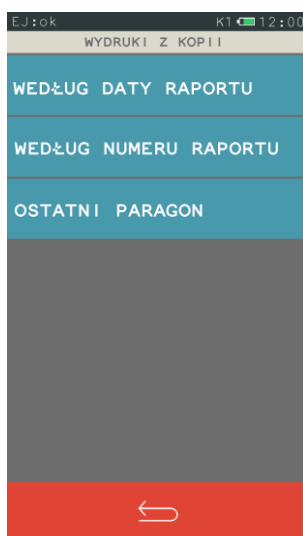 EJ:ok K1 12:00
WYDRUKI Z KOPII
WEDŁUG DATY RAPORTU
WEDŁUG NUMERU RAPORTU
OSTATNI PARAGON